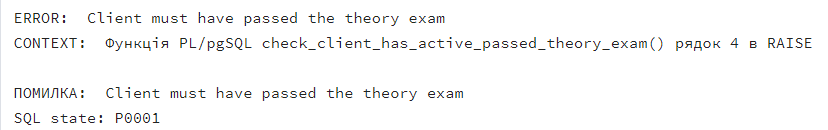 ERROR:  Client must have passed the theory exam
CONTEXT:  Функція PL/pgSQL check_client_has_active_passed_theory_exam() рядок 4 в RAISE
ПОМИЛКА:  Client must have passed the theory exam
SQL state: P0001